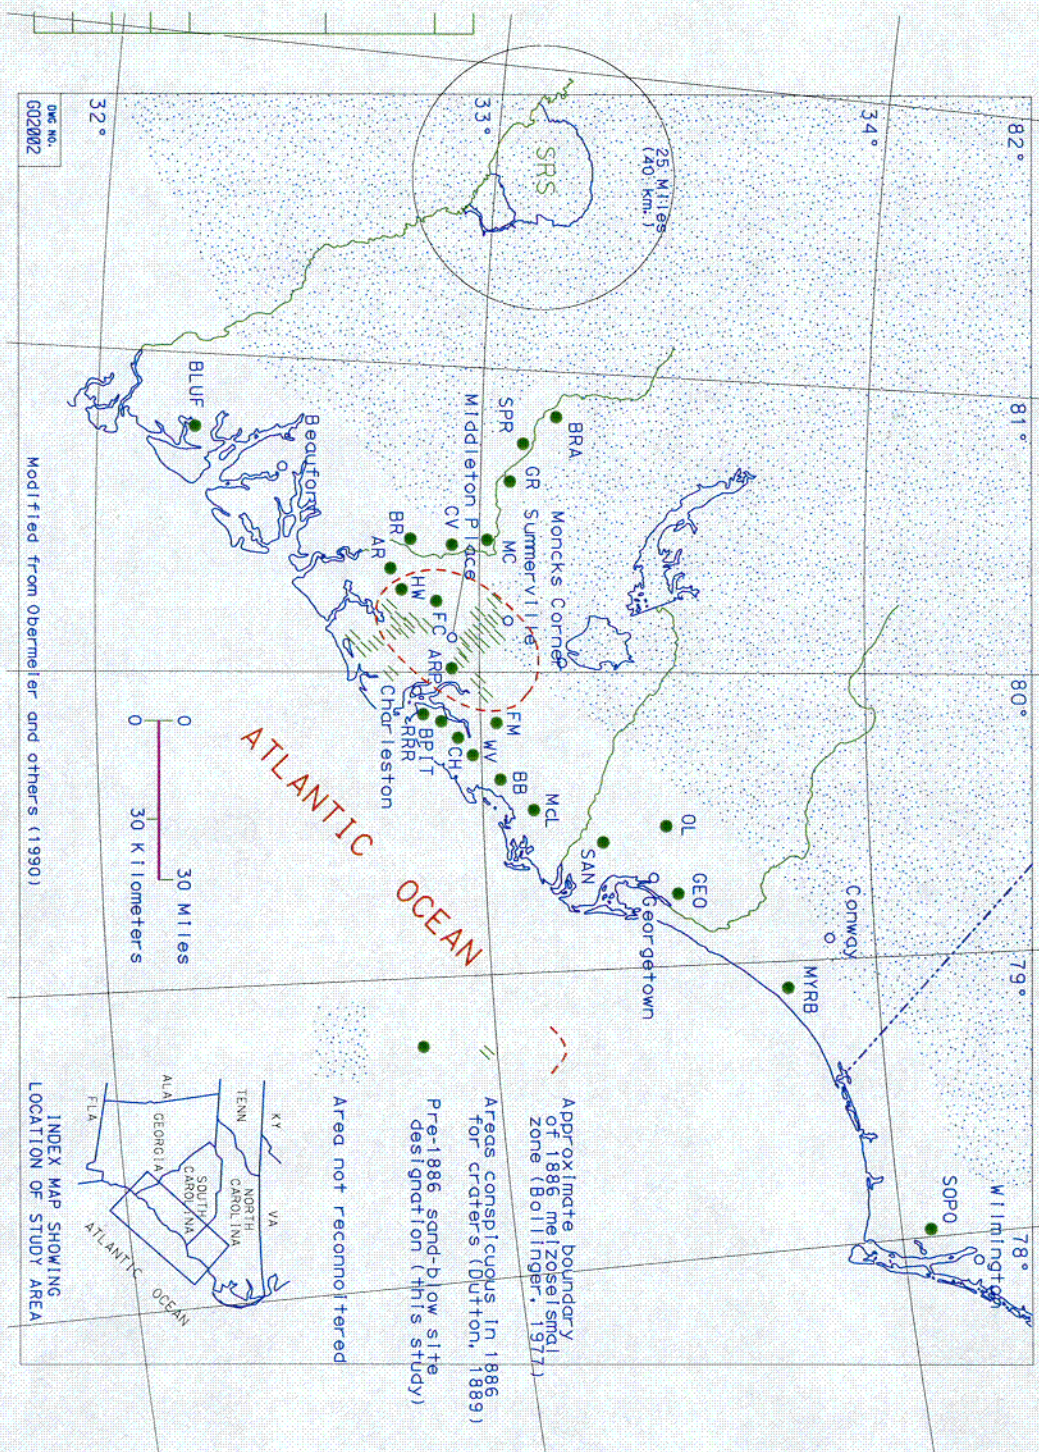 82°
81°
80°
79°
78°
34°
33°
32°
25 Miles
(40 km.)
SRS
BRA
SPR
GR
MC
CV
BR
AR
HW
FC
ARP
FM
WV
BB
McL
CH
BPIT
RRR
SAN
OL
GEO
MYRB
SOPO
BLUF
Moncks Corner
Summerville
Middleton Place
Beaufort
Charleston
Georgetown
Conway
Wilmington
ATLANTIC OCEAN
0 30 Miles
0 30 Kilometers
Approximate boundary
of 1886 meizoseismal
zone (Bollinger, 1977)
Areas conspicuous in 1886
for craters (Dutton, 1889)
Pre-1886 sand-blow site
designation (this study)
Area not reconnoitered
KY
VA
TENN
NORTH
CAROLINA
SOUTH
CAROLINA
ALA
GEORGIA
FLA
ATLANTIC OCEAN
INDEX MAP SHOWING
LOCATION OF STUDY AREA
Modified from Obermeier and others (1990)
DWG NO.
G02002